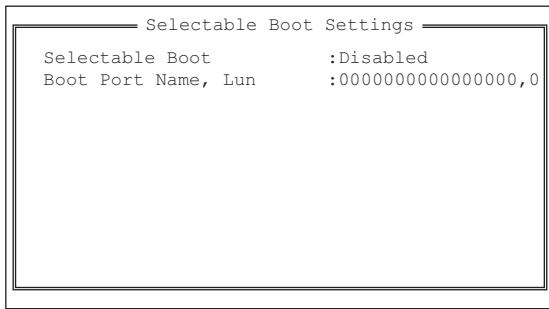 Selectable Boot Settings
Selectable Boot :Disabled
Boot Port Name, Lun :0000000000000000,0